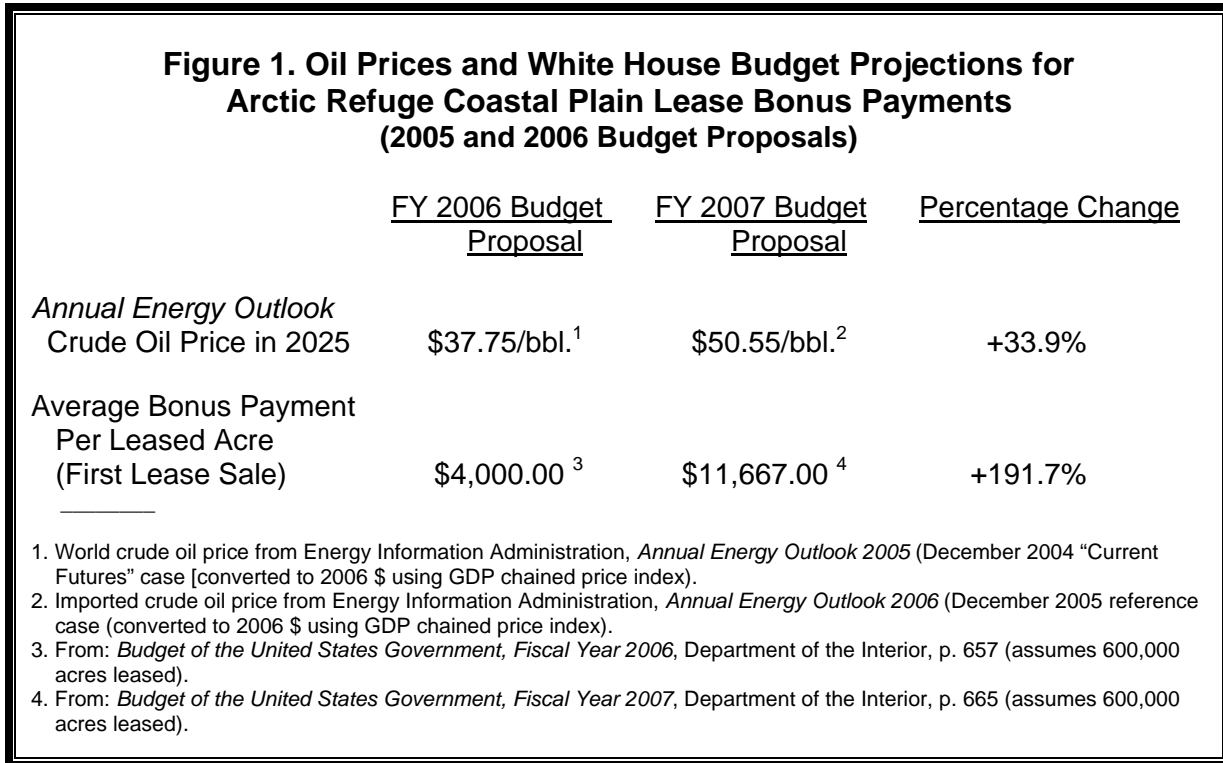 Figure 1. Oil Prices and White House Budget Projections for
Arctic Refuge Coastal Plain Lease Bonus Payments
(2005 and 2006 Budget Proposals)
FY 2006 Budget FY 2007 Budget Percentage Change
Proposal Proposal
Annual Energy Outlook
Crude Oil Price in 2025 $37.75/bbl.1 $50.55/bbl.2 +33.9%
Average Bonus Payment
Per Leased Acre
(First Lease Sale) $4,000.00 3 $11,667.00 4 +191.7%
1. World crude oil price from Energy Information Administration, Annual Energy Outlook 2005 (December 2004 “Current
Futures” case [converted to 2006 $ using GDP chained price index).
2. Imported crude oil price from Energy Information Administration, Annual Energy Outlook 2006 (December 2005 reference
case (converted to 2006 $ using GDP chained price index).
3. From: Budget of the United States Government, Fiscal Year 2006, Department of the Interior, p. 657 (assumes 600,000
acres leased).
4. From: Budget of the United States Government, Fiscal Year 2007, Department of the Interior, p. 665 (assumes 600,000
acres leased).